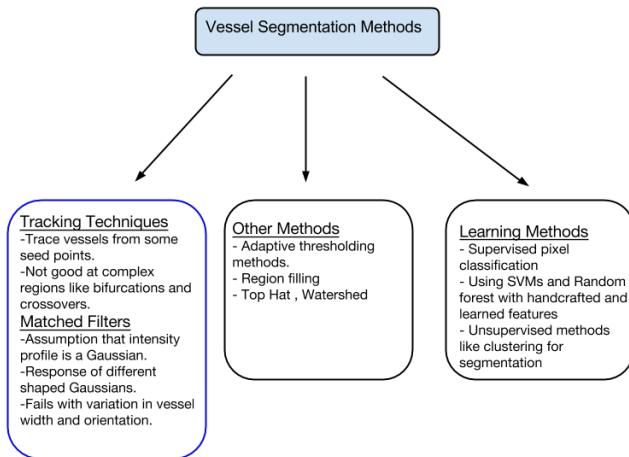 Vessel Segmentation Methods
Tracking Techniques
-Trace vessels from some
seed points.
-Not good at complex
regions like bifurcations and
crossovers.
Matched Filters
-Assumption that intensity
profile is a Gaussian.
-Response of different
shaped Gaussians.
-Fails with variation in vessel
width and orientation.
Other Methods
- Adaptive thresholding
methods.
- Region filling
- Top Hat , Watershed
Learning Methods
- Supervised pixel
classification
- Using SVMs and Random
forest with handcrafted and
learned features
- Unsupervised methods
like clustering for
segmentation